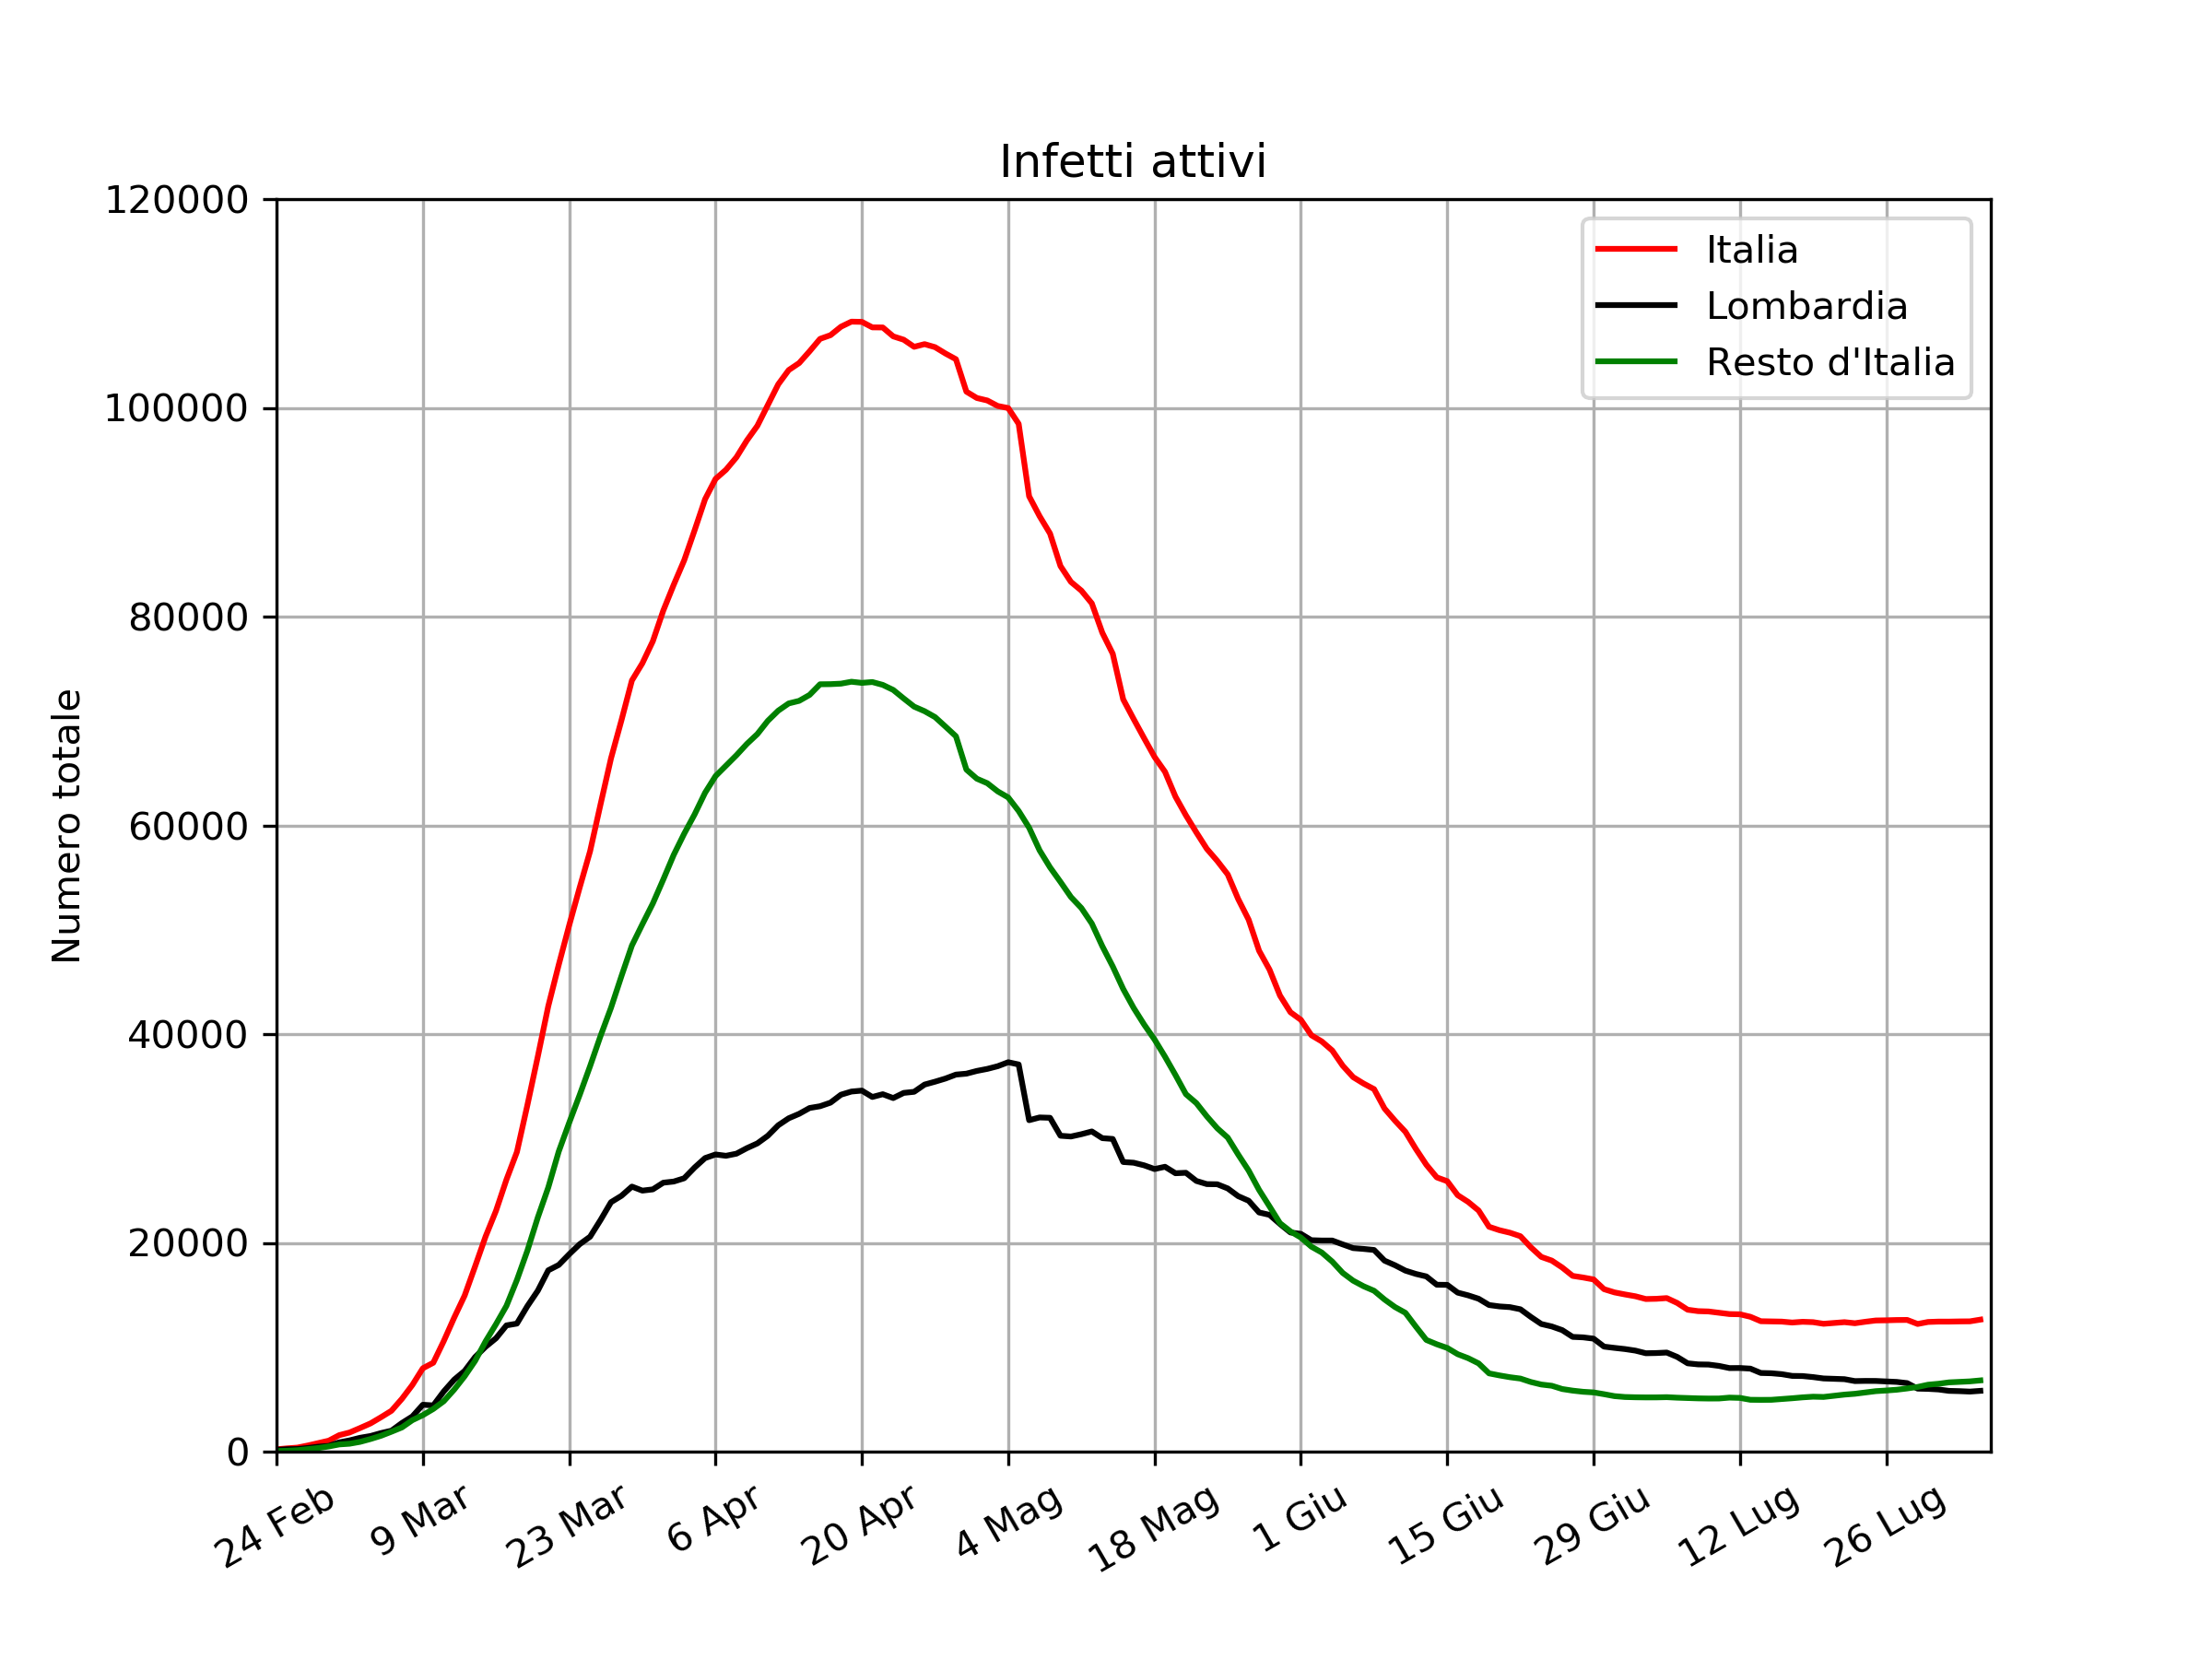 Infetti attivi
120000
100000
80000
60000
40000
20000
0
Numero totale
Italia
Lombardia
Resto d'Italia
24 Feb
9 Mar
23 Mar
6 Apr
20 Apr
4 Mag
18 Mag
1 Giu
15 Giu
29 Giu
12 Lug
26 Lug